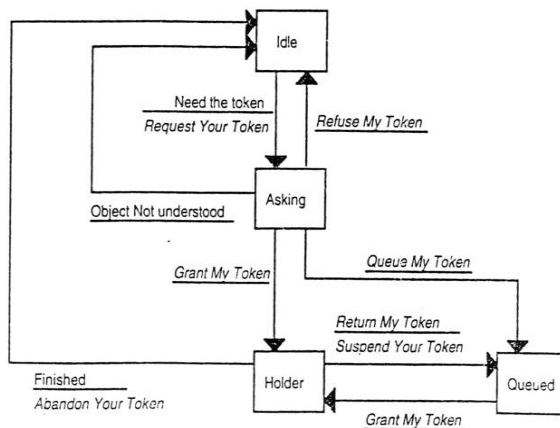 Idle
Need the token
Request Your Token
Refuse My Token
Asking
Object Not understood
Queue My Token
Grant My Token
Return My Token
Suspend Your Token
Holder
Queued
Finished
Abandon Your Token
Grant My Token